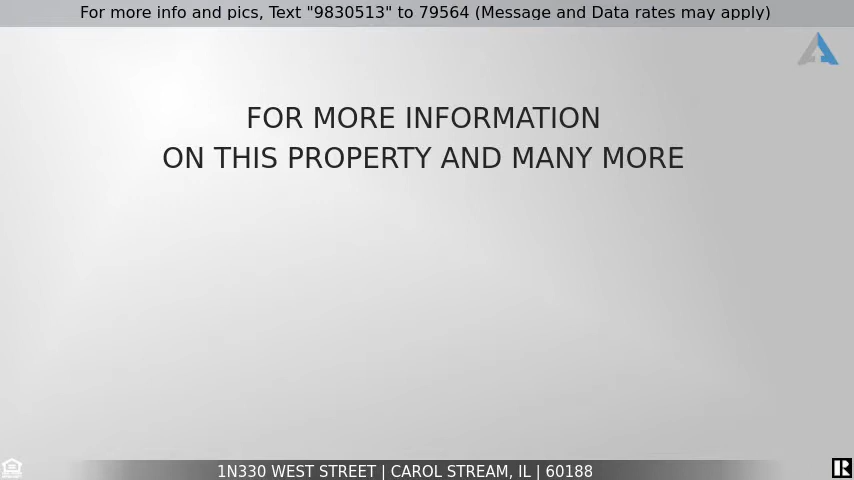 For more info and pics, Text "9830513" to 79564 (Message and Data rates may apply)
FOR MORE INFORMATION
ON THIS PROPERTY AND MANY MORE
1N330 WEST STREET | CAROL STREAM, IL | 60188